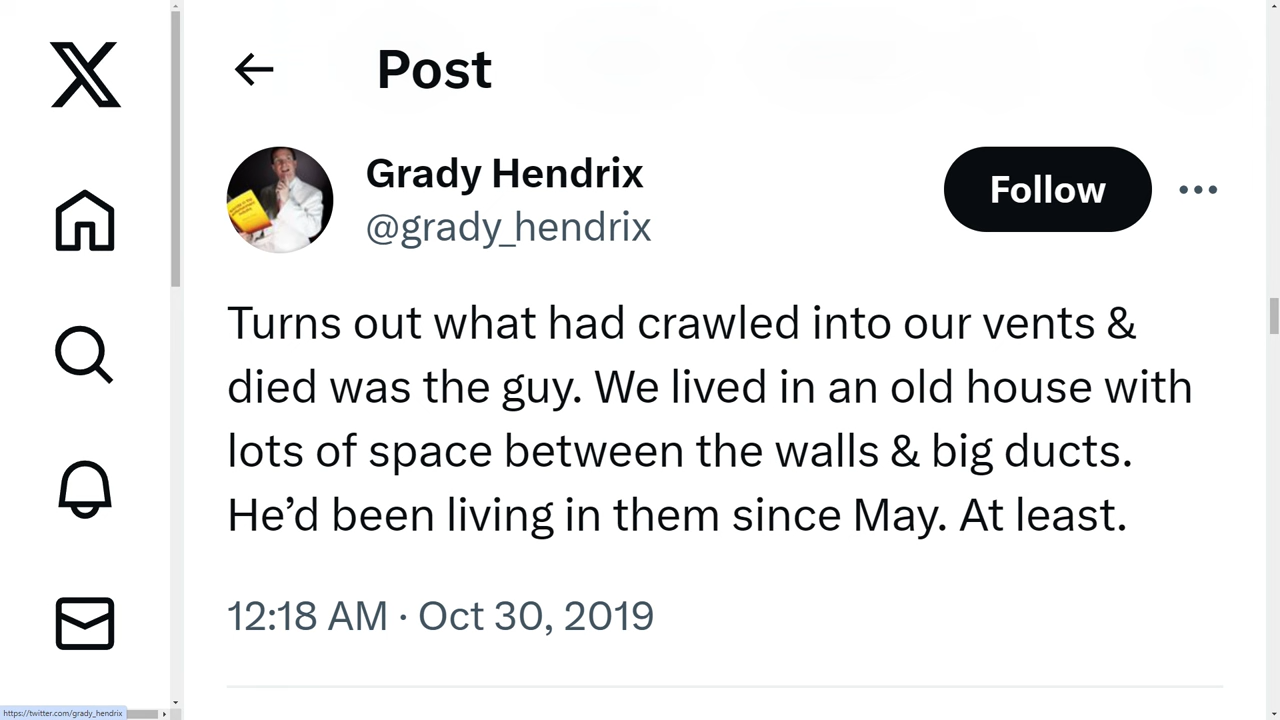 Post
Grady Hendrix
@grady_hendrix
Follow
Turns out what had crawled into our vents &
died was the guy. We lived in an old house with
lots of space between the walls & big ducts.
He’d been living in them since May. At least.
12:18 AM · Oct 30, 2019
https://twitter.com/grady_hendrix